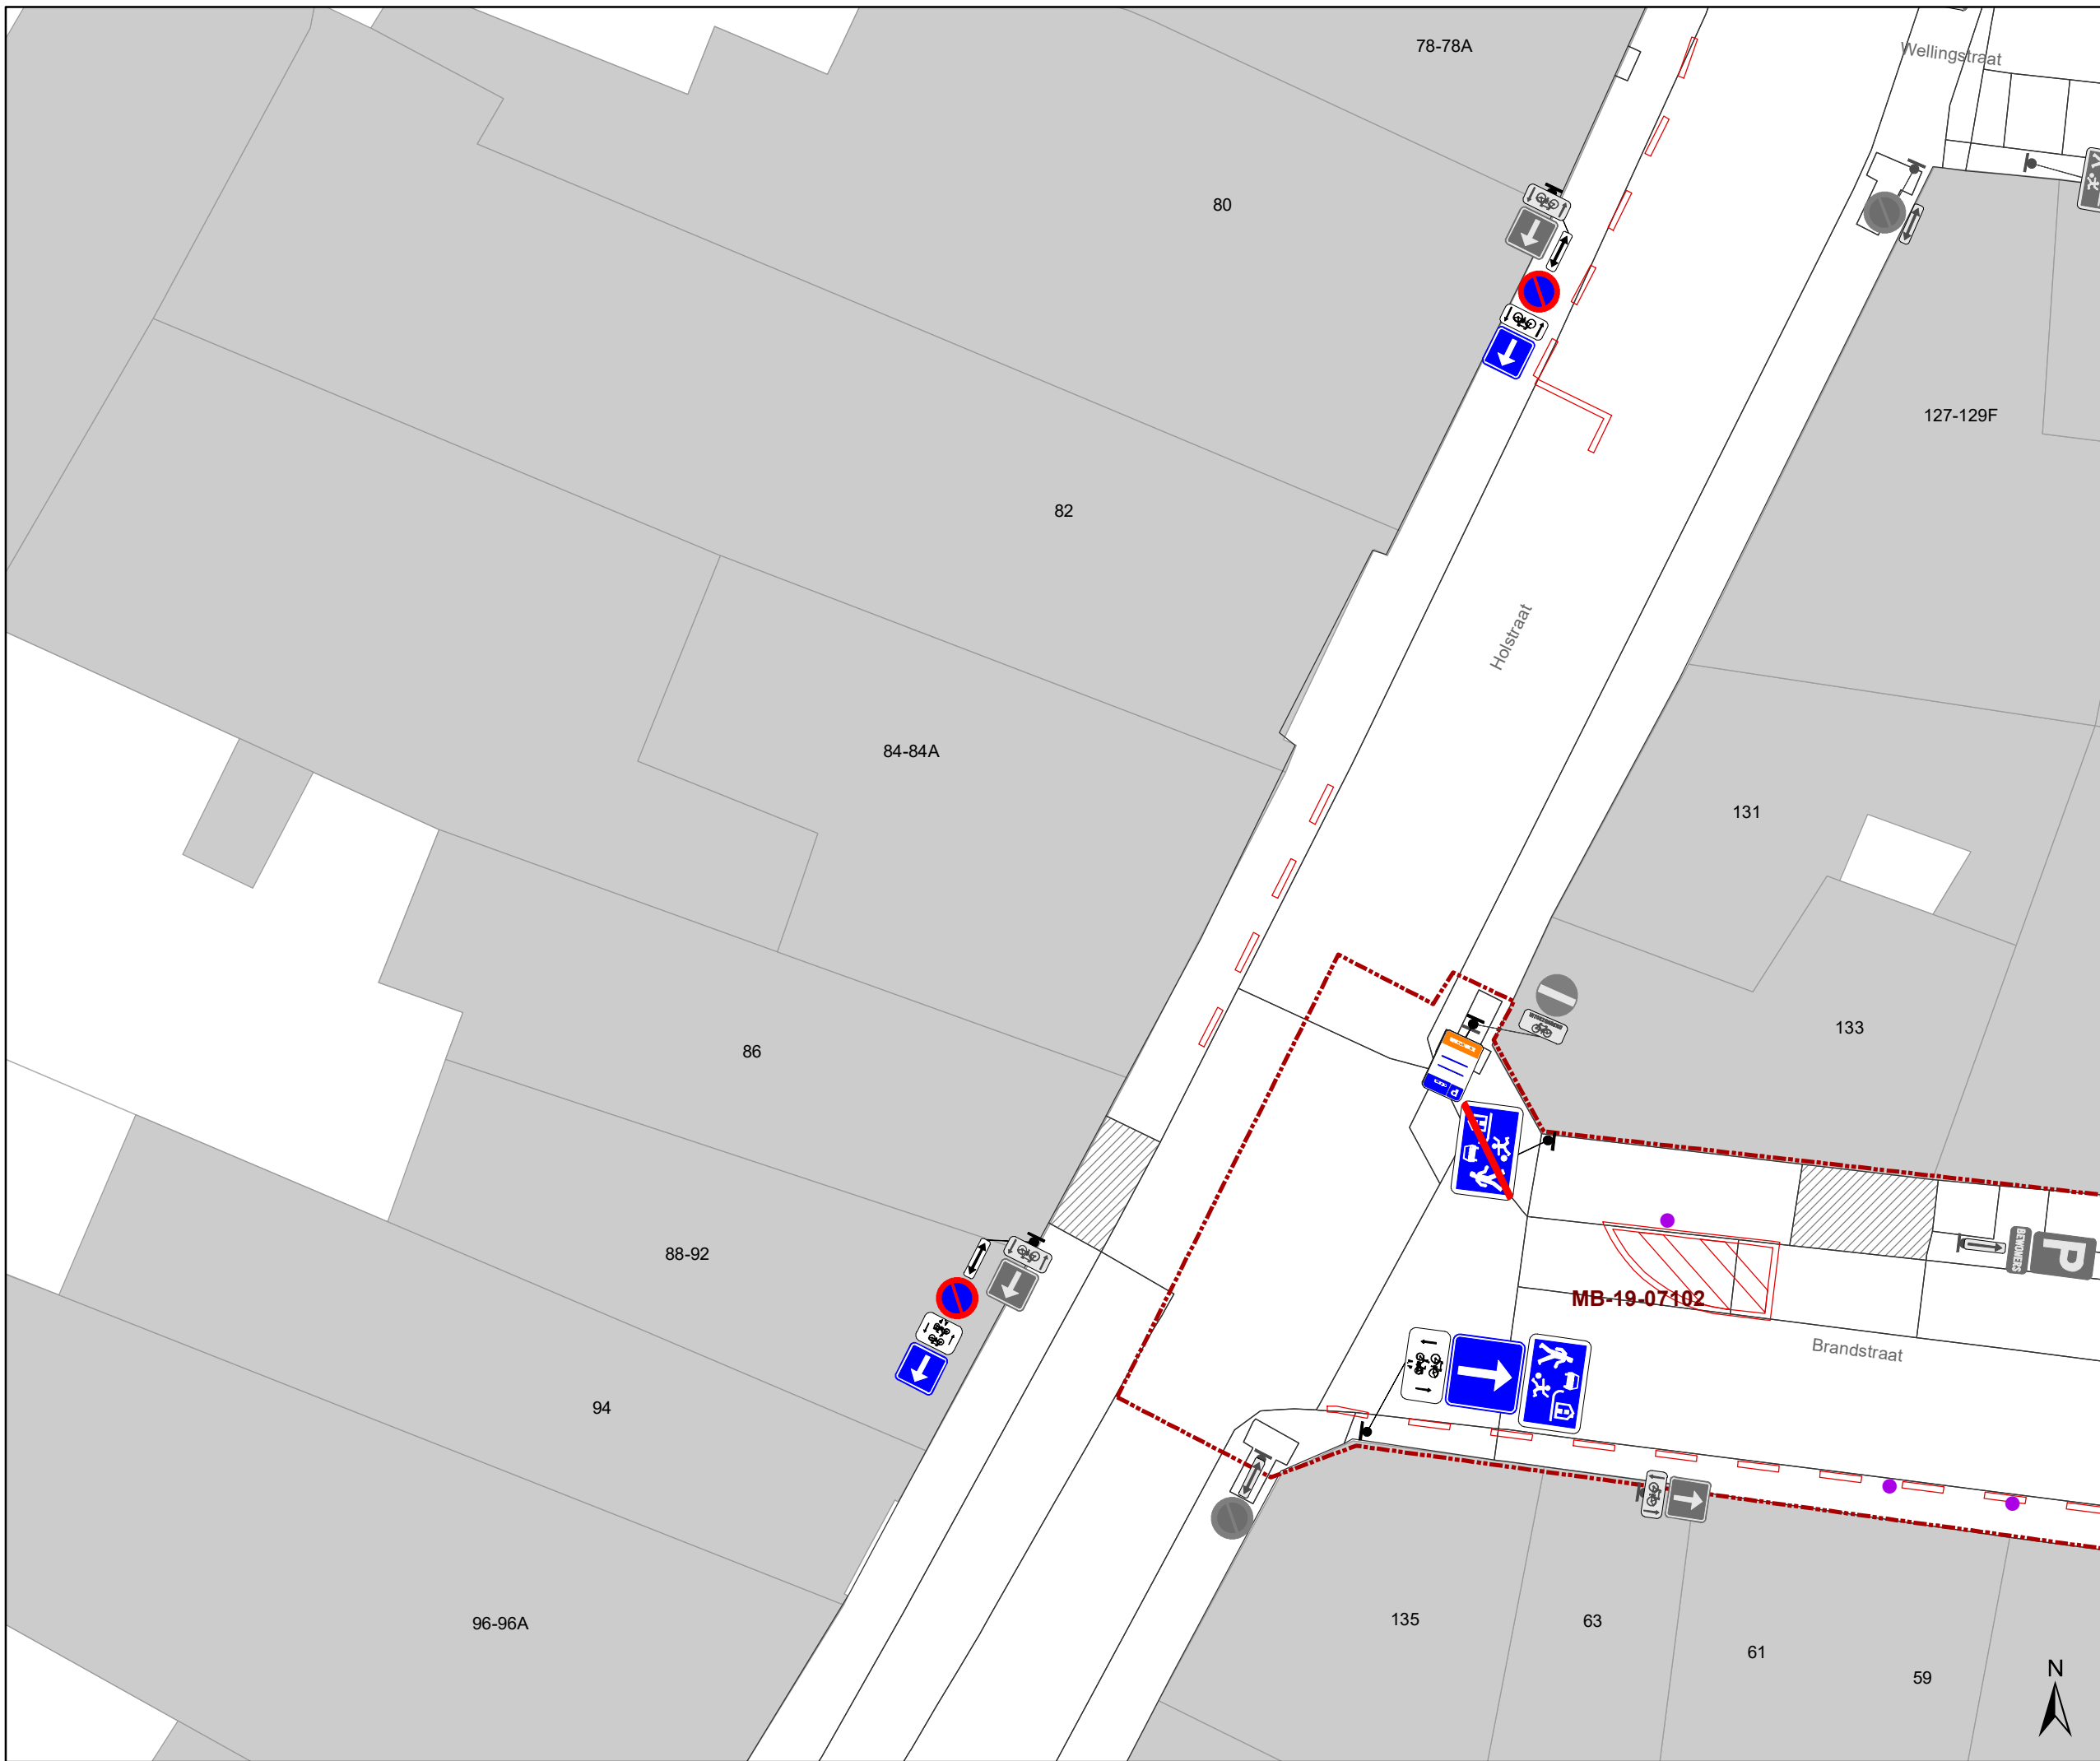 78-78A
Wellingstraat
80
127-129F
82
Holstraat
84-84A
131
133
86
88-92
BEWONERS
P
P
MB-19-07102
Brandstraat
94
96-96A
135
63
61
59
N